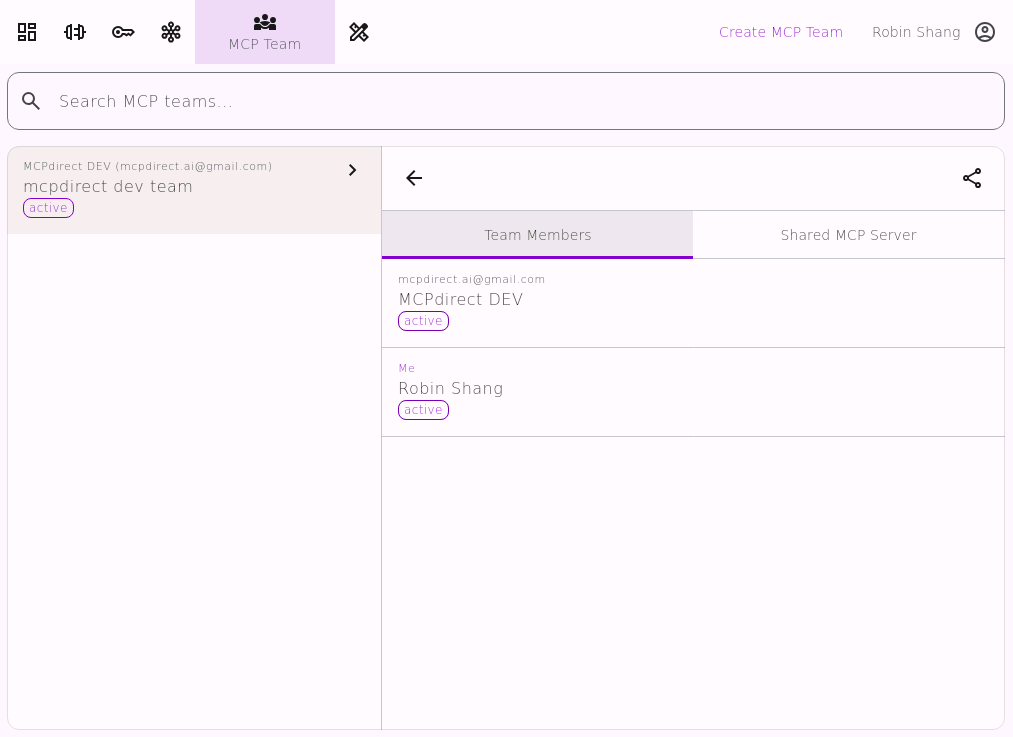 MCP Team
Create MCP Team
Robin Shang
Search MCP teams...
MCPdirect DEV (mcpdirect.ai@gmail.com)
mcpdirect dev team
active
Team Members
Shared MCP Server
mcpdirect.ai@gmail.com
MCPdirect DEV
active
Me
Robin Shang
active